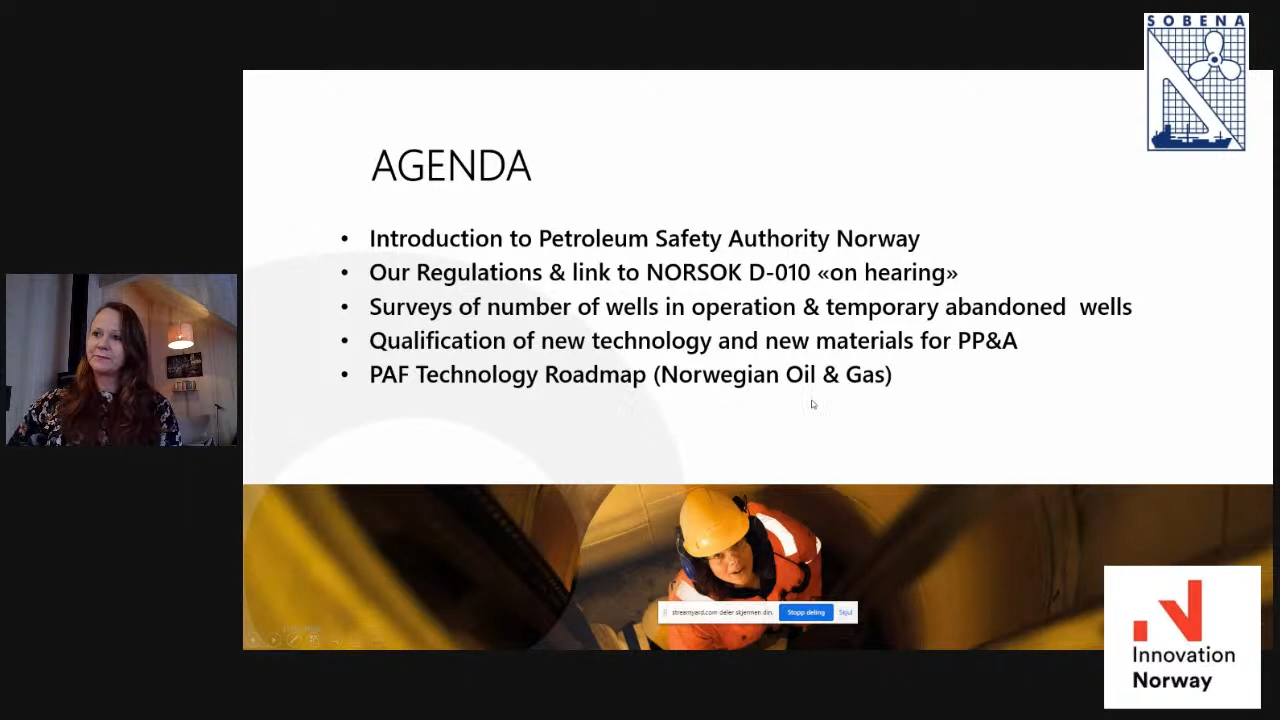 SOBENA
AGENDA
• Introduction to Petroleum Safety Authority Norway
• Our Regulations & link to NORSOK D-010 «on hearing»
• Surveys of number of wells in operation & temporary abandoned  wells
• Qualification of new technology and new materials for PP&A
• PAF Technology Roadmap (Norwegian Oil & Gas)
streamyard.com deler skjermen din. Stopp deling Skjul
Innovation
Norway